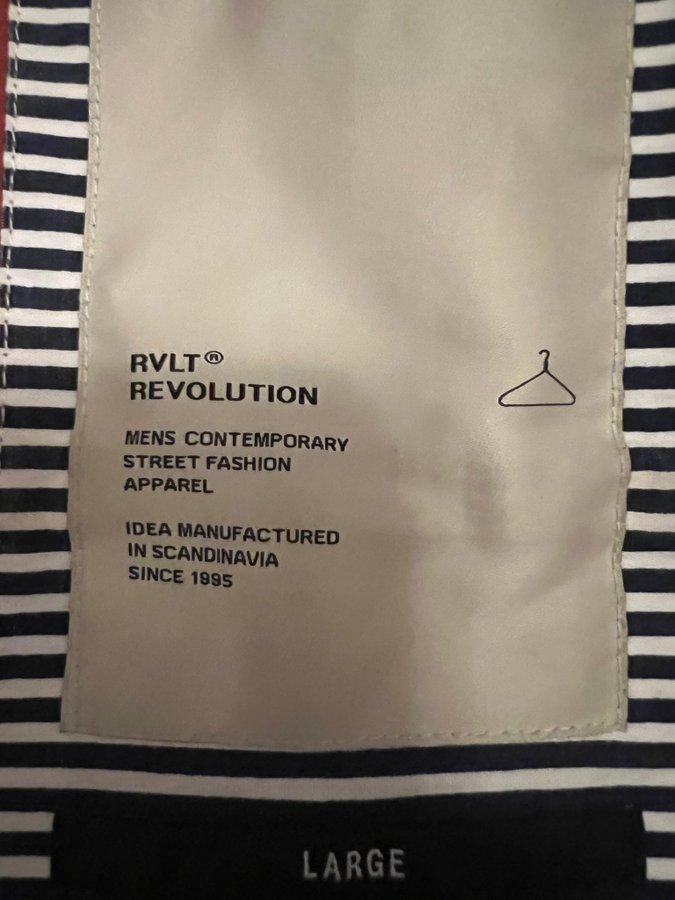 RVLT®
REVOLUTION
MENS CONTEMPORARY
STREET FASHION
APPAREL
IDEA MANUFACTURED
IN SCANDINAVIA
SINCE 1995
LARGE